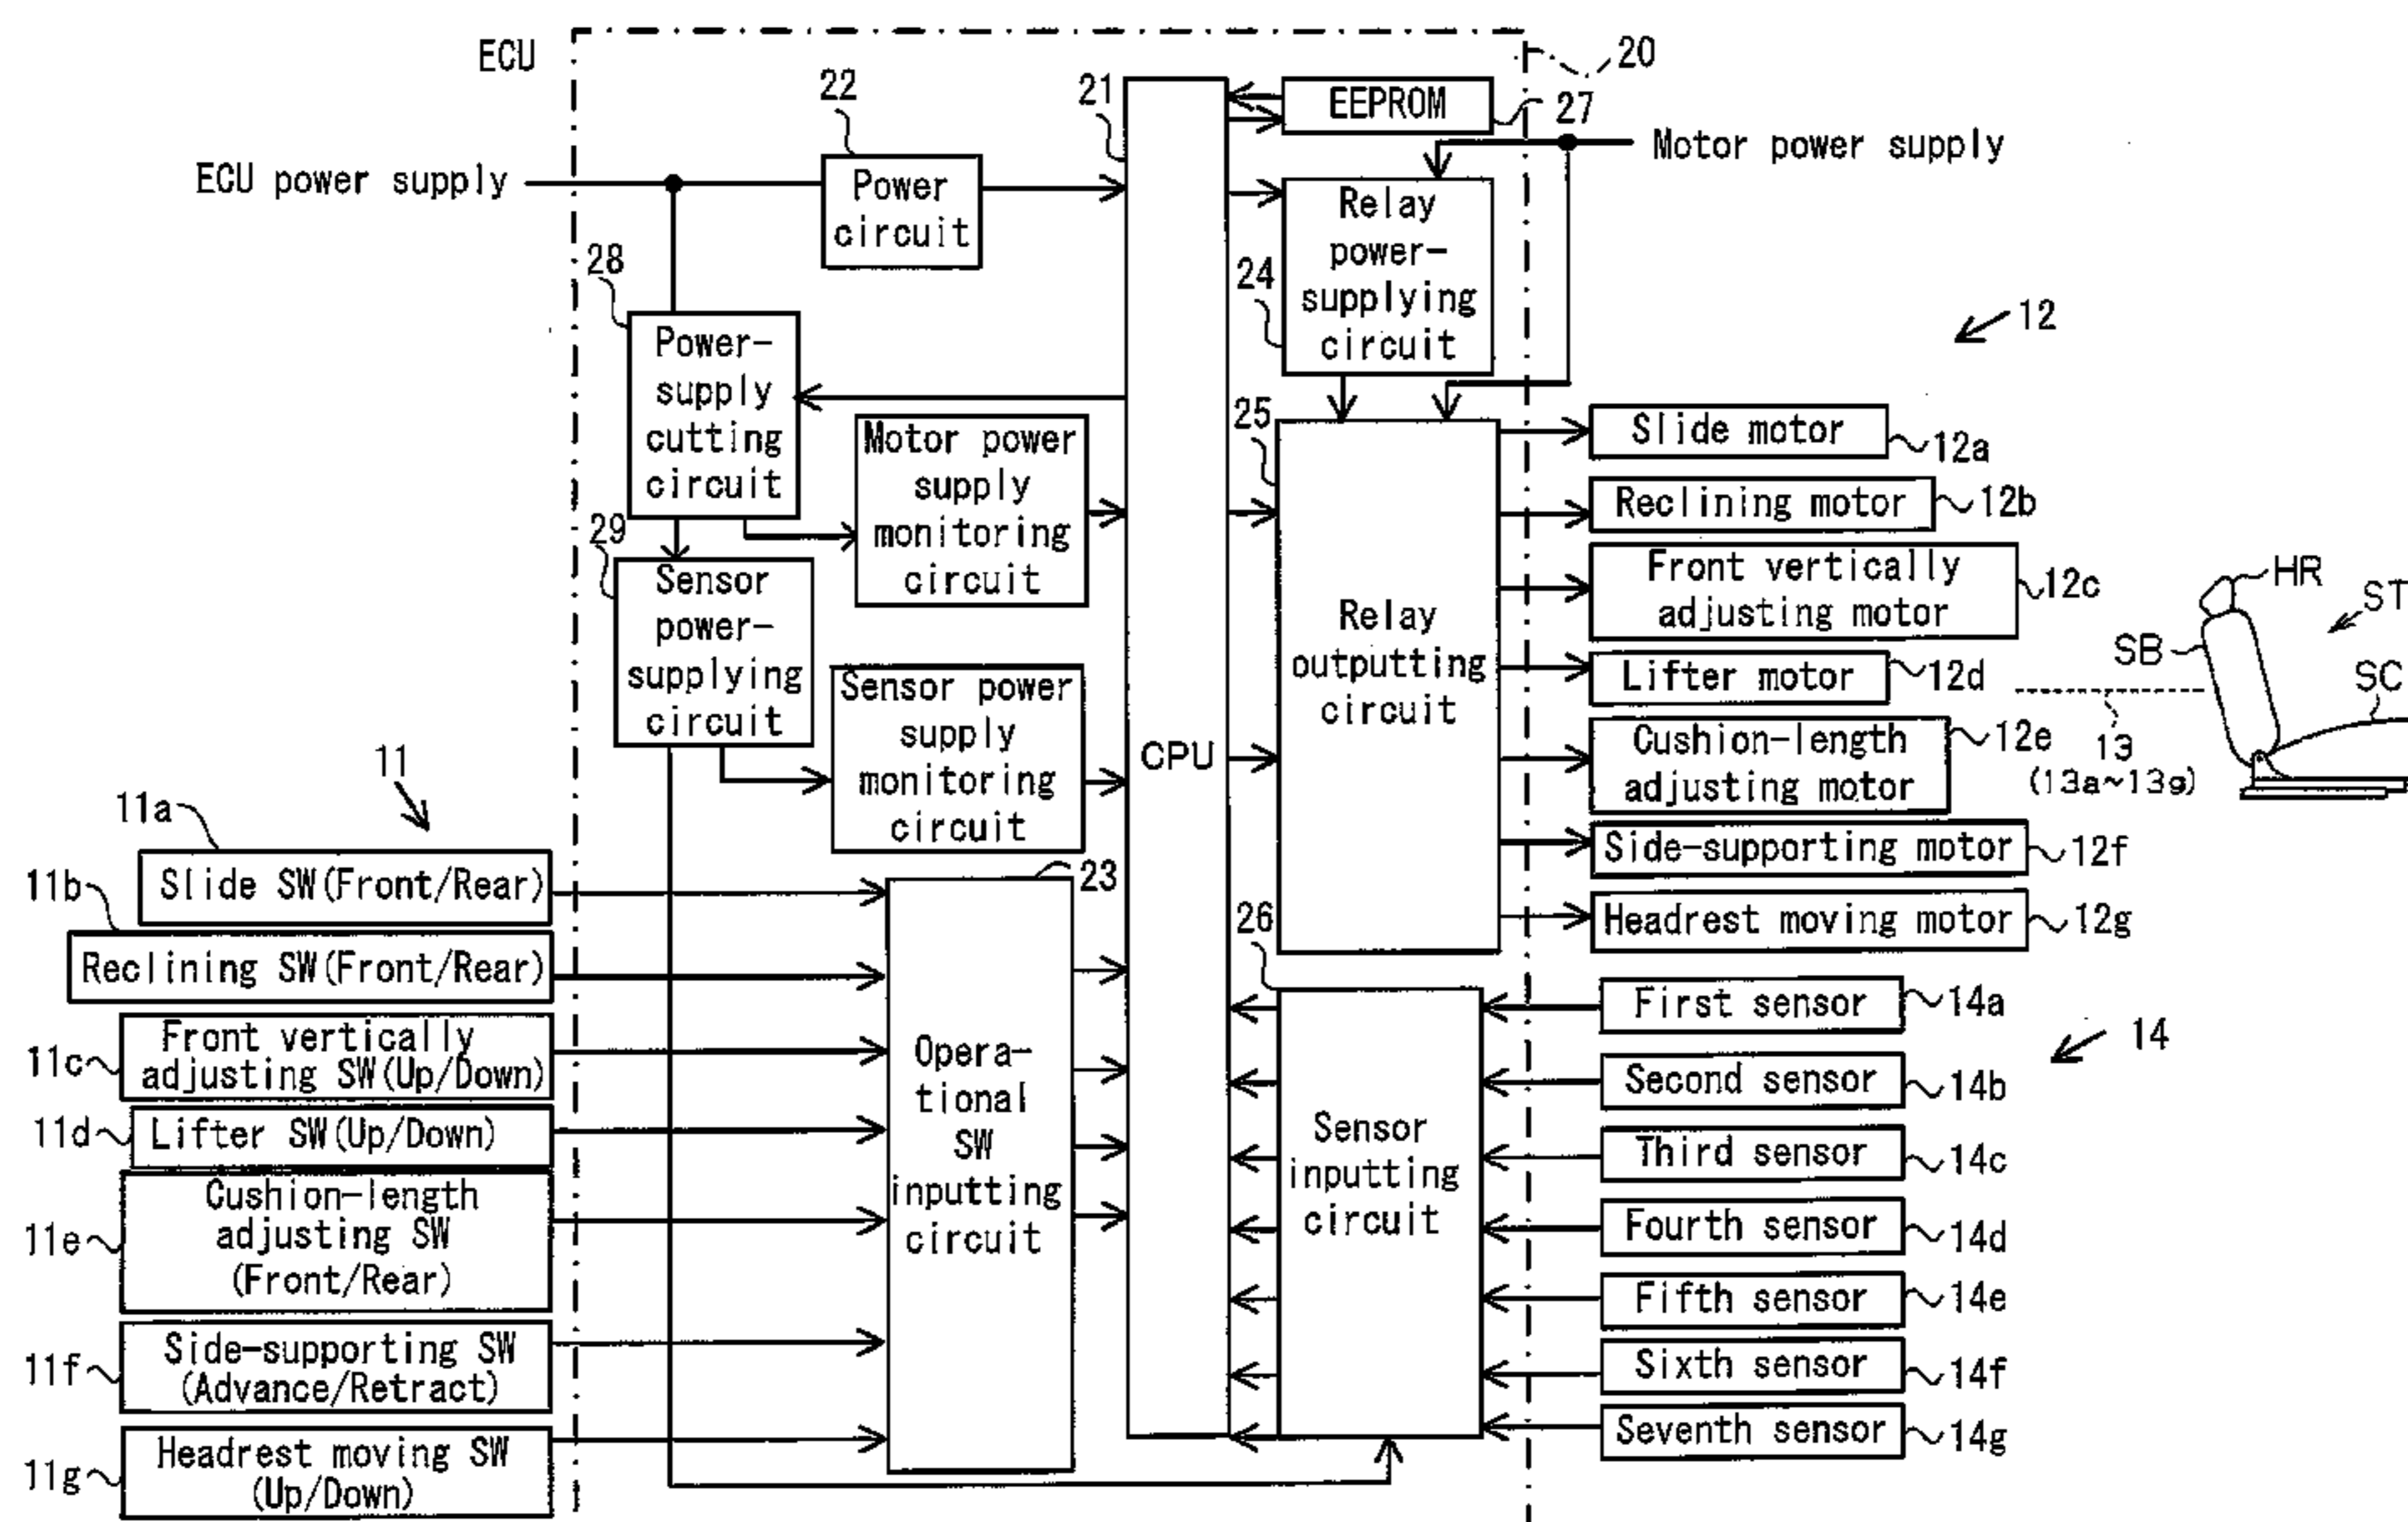 ECU
20
22
21
EEPROM
27
ECU power supply
Power
circuit
Motor power supply
28
Relay
power-
supplying
circuit
24
12
Power-
supply
cutting
circuit
Motor power
supply
monitoring
circuit
25
Slide motor
12a
Reclining motor
12b
29
Sensor
power-
supplying
circuit
Front vertically
adjusting motor
12c
HR
ST
SB
SC
Relay
outputting
circuit
Lifter motor
12d
Sensor power
supply
monitoring
circuit
CPU
Cushion-length
adjusting motor
12e
13
(13a~13g)
11
11a
Slide SW(Front/Rear)
23
Side-supporting motor
12f
11b
Reclining SW(Front/Rear)
26
Headrest moving motor
12g
11c
Front vertically
adjusting SW(Up/Down)
Opera-
tional
SW
inputting
circuit
First sensor
14a
14
11d
Lifter SW(Up/Down)
Second sensor
14b
Sensor
inputting
circuit
Third sensor
14c
11e
Cushion-length
adjusting SW
(Front/Rear)
Fourth sensor
14d
Fifth sensor
14e
11f
Side-supporting SW
(Advance/Retract)
Sixth sensor
14f
11g
Headrest moving SW
(Up/Down)
Seventh sensor
14g